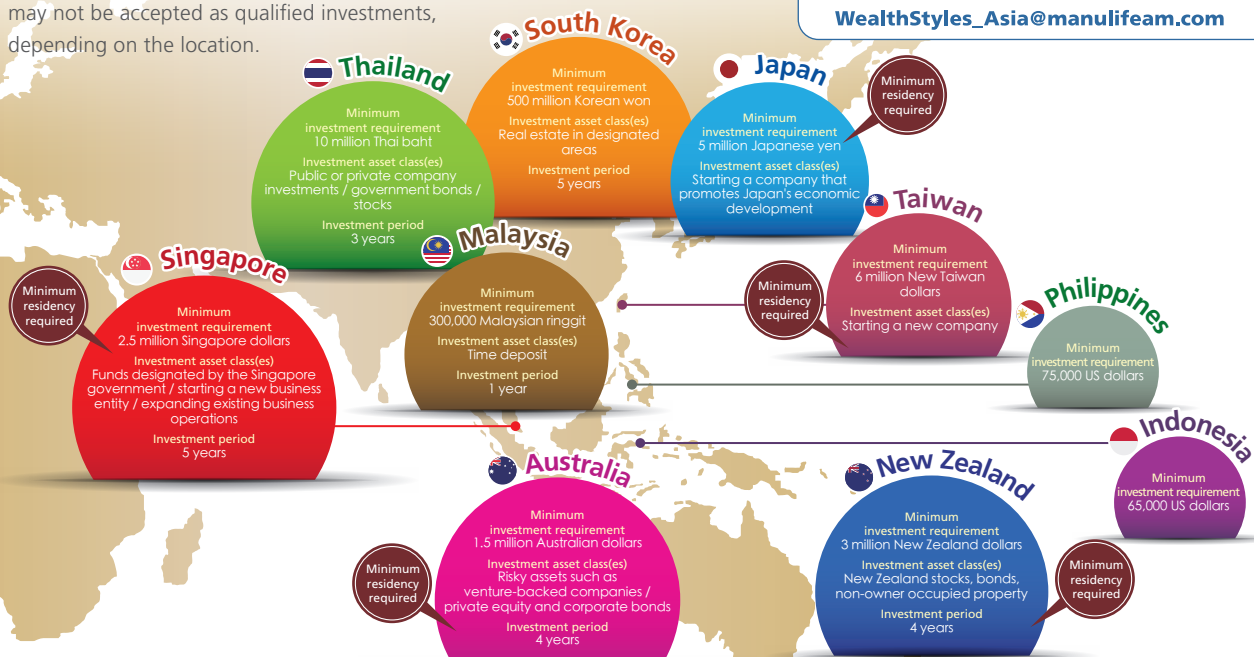 may not be accepted as qualified investments,
depending on the location.
WealthStyles_Asia@manulifeam.com
South Korea
Minimum
investment requirement
500 million Korean won
Investment asset class(es)
Real estate in designated
areas
Investment period
5 years
Thailand
Minimum
investment requirement
10 million Thai baht
Investment asset class(es)
Public or private company
investments / government bonds /
stocks
Investment period
3 years
Japan
Minimum
investment requirement
5 million Japanese yen
Investment asset class(es)
Starting a company that
promotes Japan's economic
development
Minimum
residency
required
Taiwan
Minimum
investment requirement
6 million New Taiwan
dollars
Investment asset class(es)
Starting a new company
Minimum
residency
required
Malaysia
Minimum
investment requirement
300,000 Malaysian ringgit
Investment asset class(es)
Time deposit
Investment period
1 year
Singapore
Minimum
residency
required
Minimum
investment requirement
2.5 million Singapore dollars
Investment asset class(es)
Funds designated by the Singapore
government / starting a new business
entity / expanding existing business
operations
Investment period
5 years
Philippines
Minimum
investment requirement
75,000 US dollars
Indonesia
Minimum
investment requirement
65,000 US dollars
Australia
Minimum
investment requirement
1.5 million Australian dollars
Investment asset class(es)
Risky assets such as
venture-backed companies /
private equity and corporate bonds
Investment period
4 years
Minimum
residency
required
New Zealand
Minimum
investment requirement
3 million New Zealand dollars
Investment asset class(es)
New Zealand stocks, bonds,
non-owner occupied property
Investment period
4 years
Minimum
residency
required